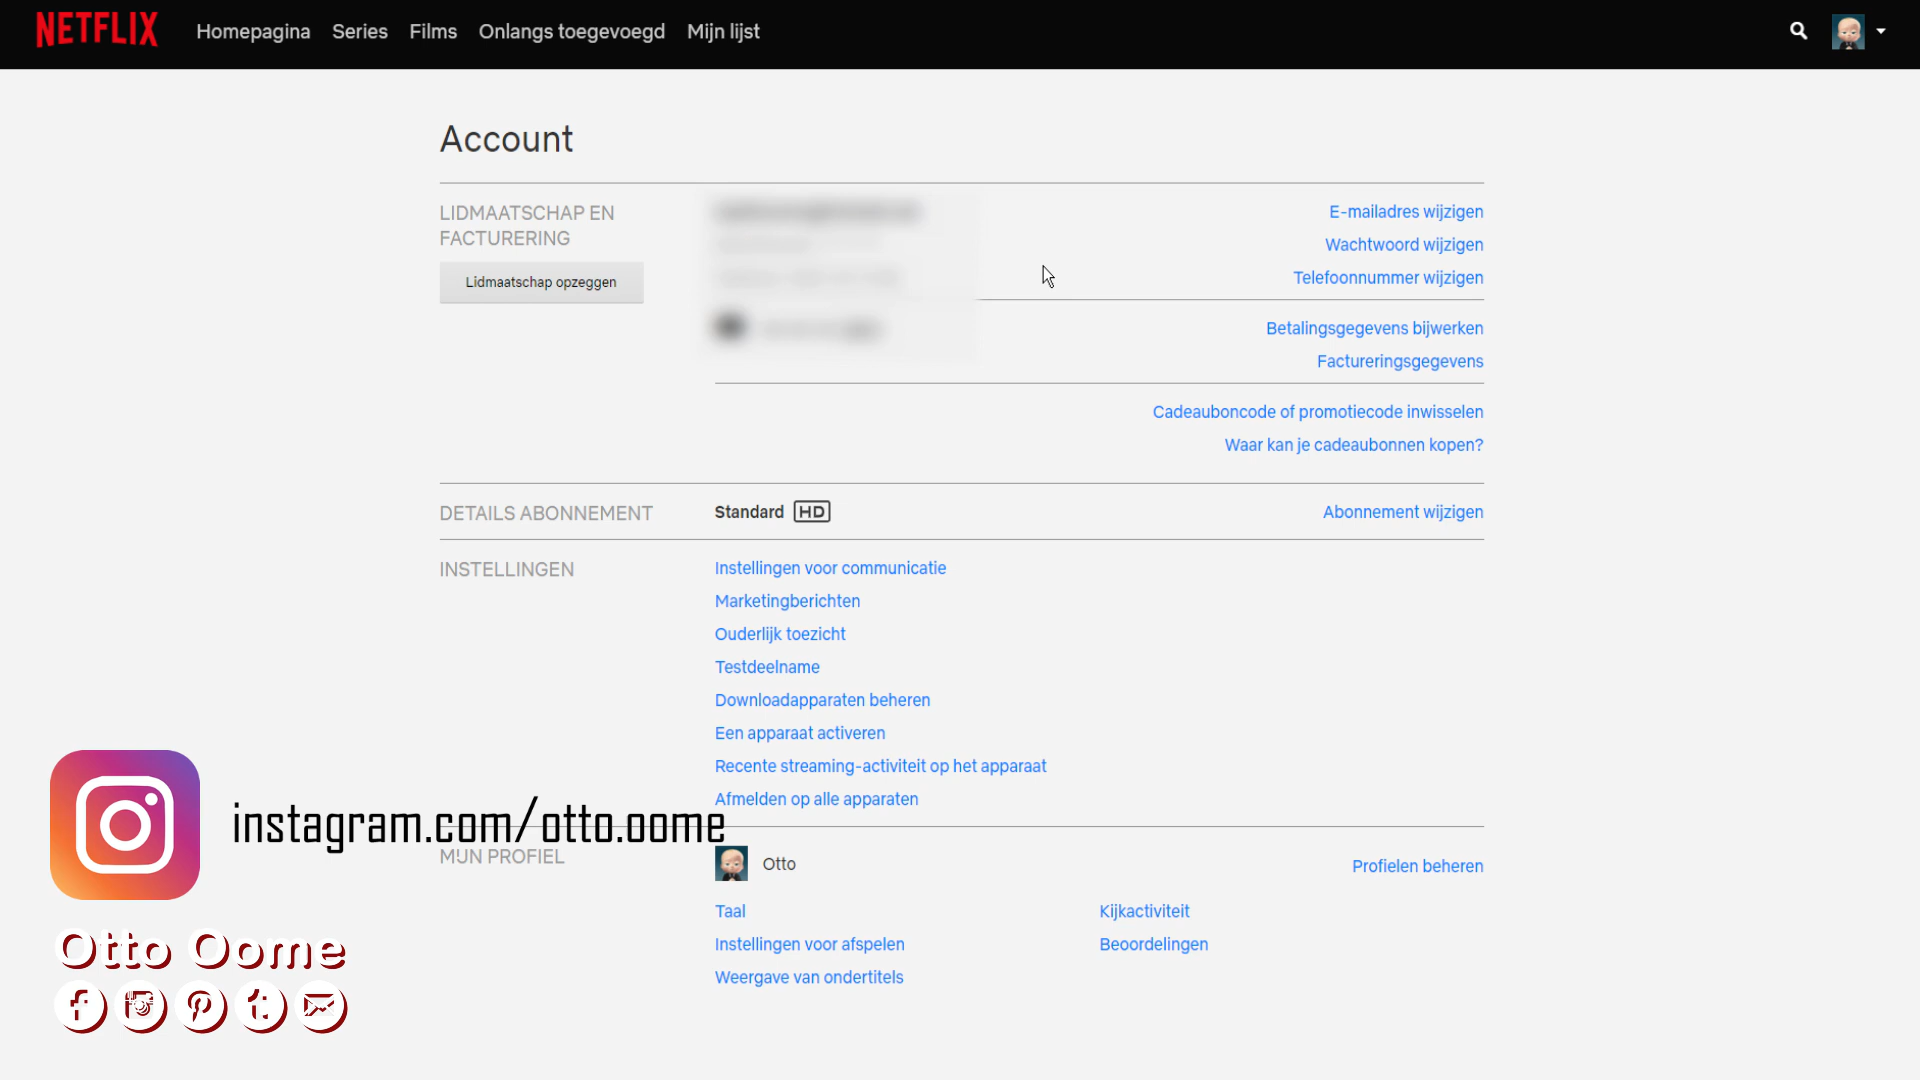 NETFLIX Homepagina Series Films Onlangs toegevoegd Mijn lijst
Account
LIDMAATSCHAP EN
FACTURERING
Lidmaatschap opzeggen
E-mailadres wijzigen
Wachtwoord wijzigen
Telefoonnummer wijzigen
Betalingsgegevens bijwerken
Factureringsgegevens
Cadeauboncode of promotiecode inwisselen
Waar kan je cadeaubonnen kopen?
DETAILS ABONNEMENT Standard HD Abonnement wijzigen
INSTELLINGEN
Instellingen voor communicatie
Marketingberichten
Ouderlijk toezicht
Testdeelname
Downloadapparaten beheren
Een apparaat activeren
Recente streaming-activiteit op het apparaat
Afmelden op alle apparaten
instagram.com/otto.oome
MIJN PROFIEL
Otto
Profielen beheren
Taal
Instellingen voor afspelen
Weergave van ondertitels
Kijkactiviteit
Beoordelingen
Otto Oome